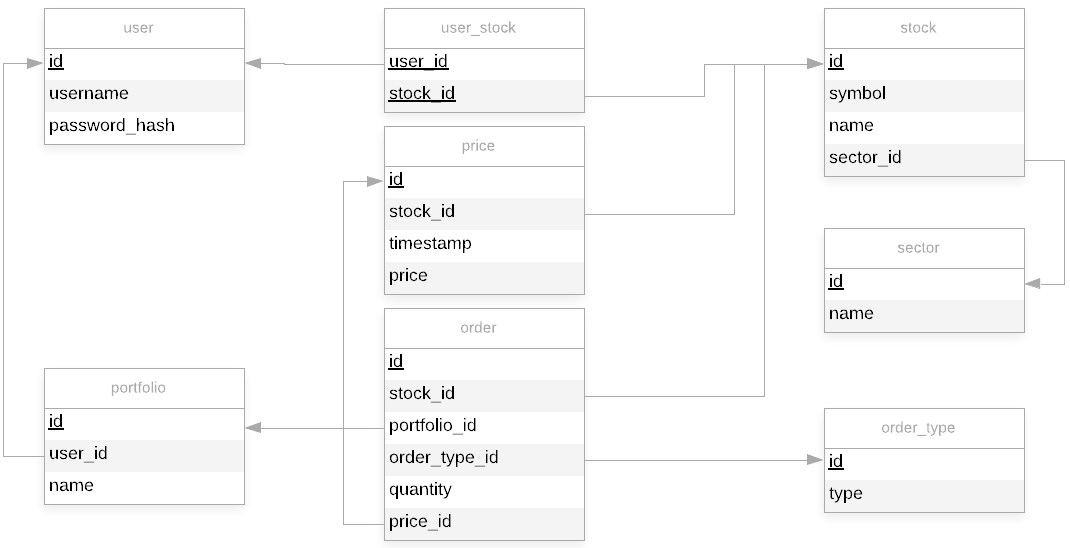 user
id
username
password_hash
user_stock
user_id
stock_id
stock
id
symbol
name
sector_id
price
id
stock_id
timestamp
price
sector
id
name
order
id
stock_id
portfolio_id
order_type_id
quantity
price_id
portfolio
id
user_id
name
order_type
id
type